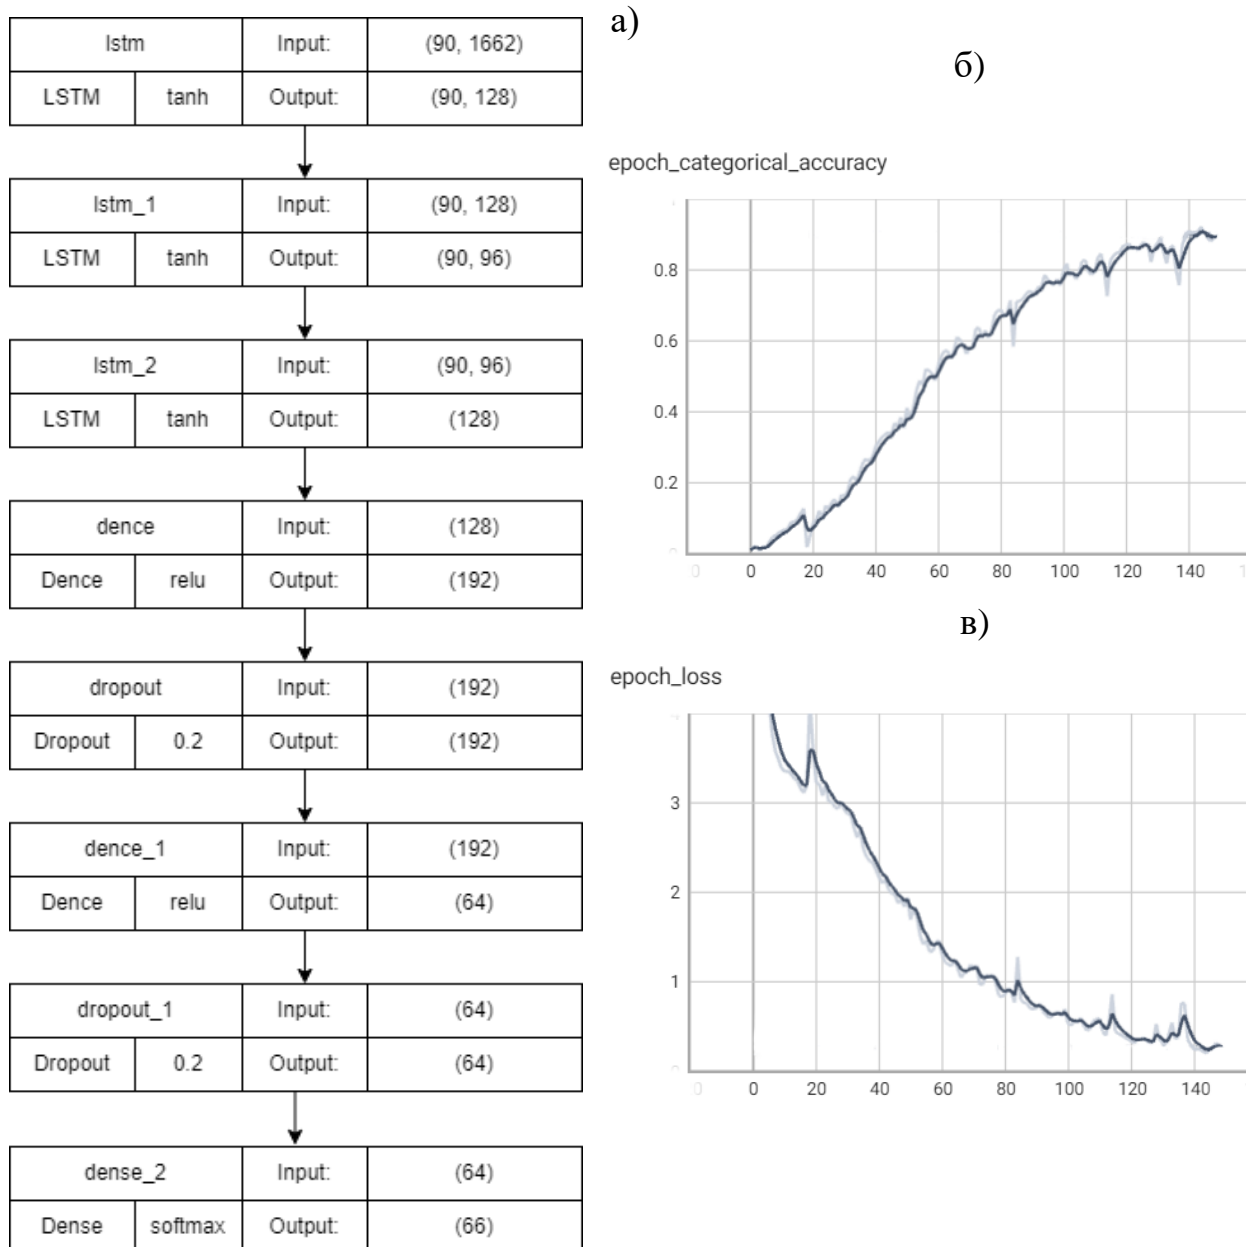 а)
lstm Input: (90, 1662)
LSTM tanh Output: (90, 128)
lstm_1 Input: (90, 128)
LSTM tanh Output: (90, 96)
lstm_2 Input: (90, 96)
LSTM tanh Output: (128)
dence Input: (128)
Dence relu Output: (192)
dropout Input: (192)
Dropout 0.2 Output: (192)
dence_1 Input: (192)
Dence relu Output: (64)
dropout_1 Input: (64)
Dropout 0.2 Output: (64)
dense_2 Input: (64)
Dense softmax Output: (66)
б)
epoch_categorical_accuracy
0.8
0.6
0.4
0.2
0 20 40 60 80 100 120 140
в)
epoch_loss
3
2
1
0 20 40 60 80 100 120 140